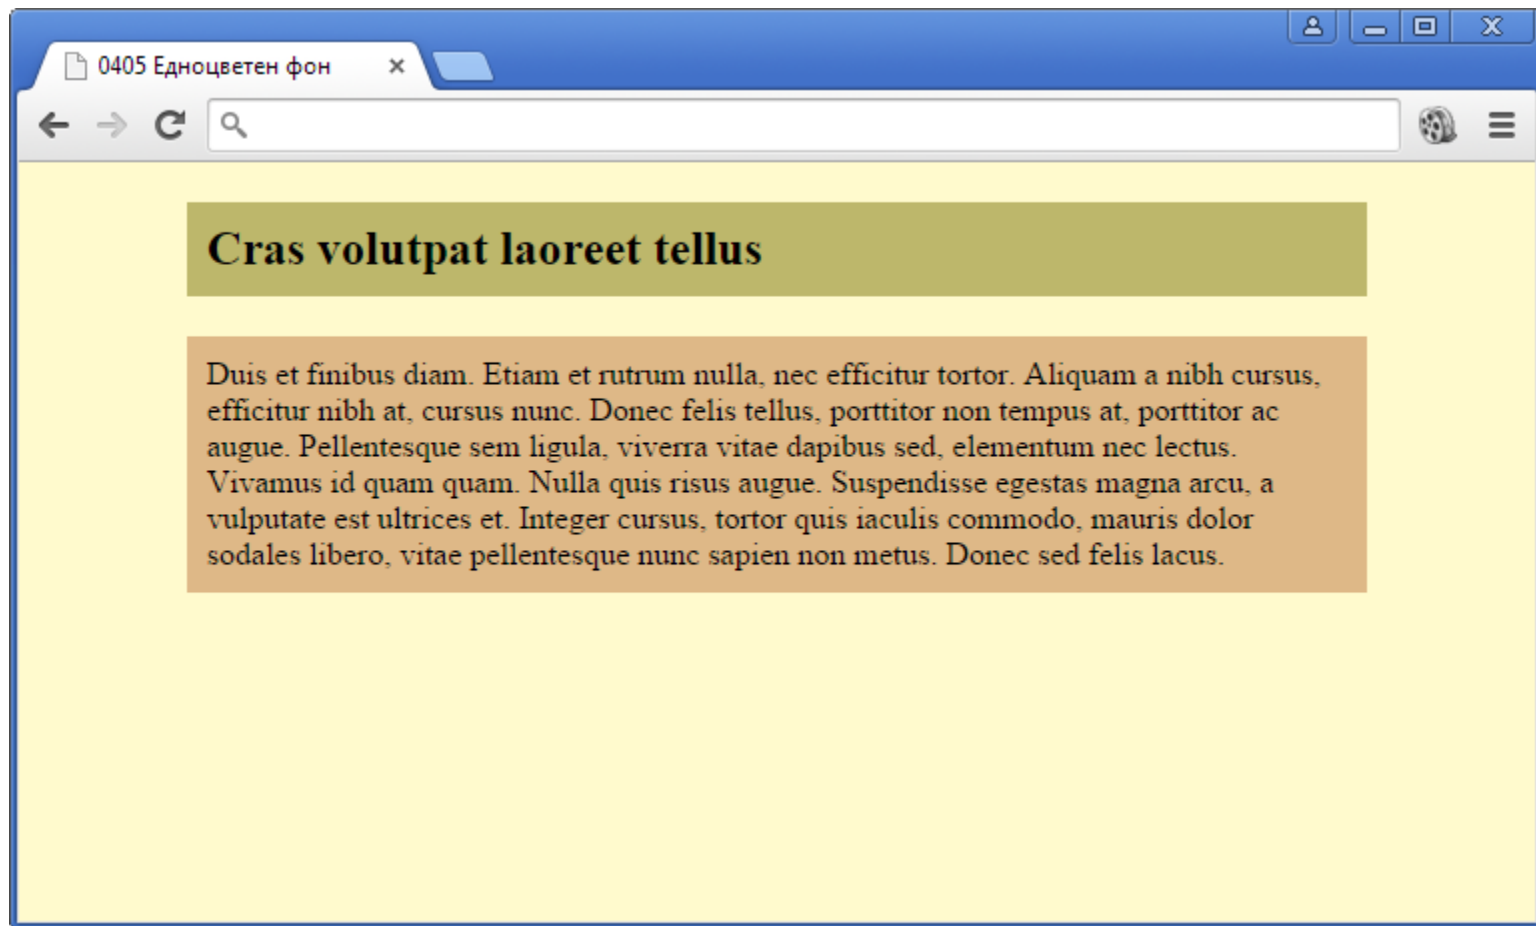 0405 Едноцветен фон
Cras volutpat laoreet tellus
Duis et finibus diam. Etiam et rutrum nulla, nec efficitur tortor. Aliquam a nibh cursus,
efficitur nibh at, cursus nunc. Donec felis tellus, porttitor non tempus at, porttitor ac
augue. Pellentesque sem ligula, viverra vitae dapibus sed, elementum nec lectus.
Vivamus id quam quam. Nulla quis risus augue. Suspendisse egestas magna arcu, a
vulputate est ultrices et. Integer cursus, tortor quis iaculis commodo, mauris dolor
sodales libero, vitae pellentesque nunc sapien non metus. Donec sed felis lacus.